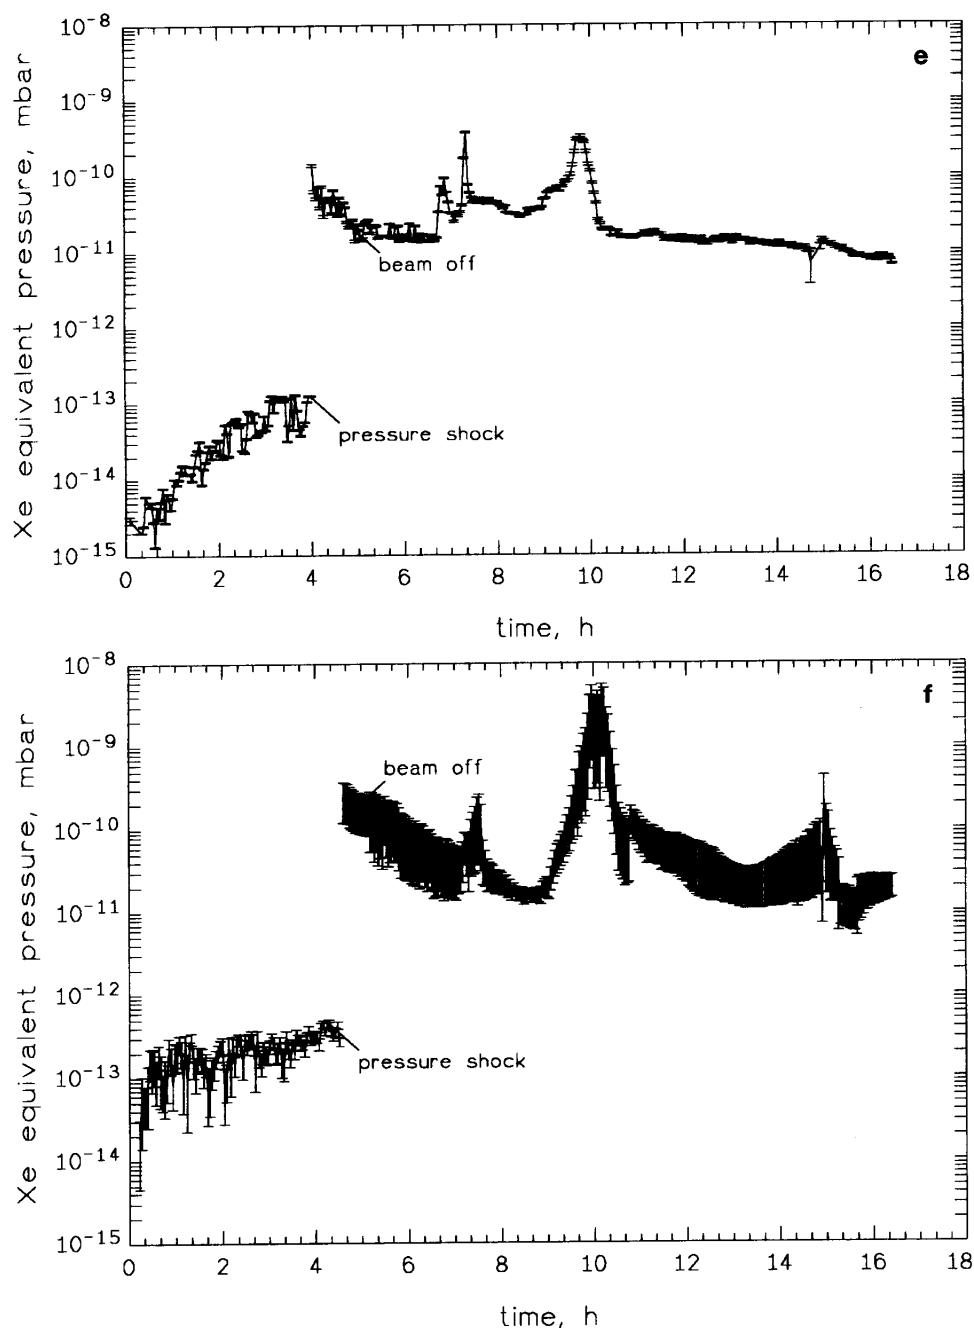 e
Xe equivalent pressure, mbar
10^-8
10^-9
10^-10
10^-11
10^-12
10^-13
10^-14
10^-15
beam off
pressure shock
0 2 4 6 8 10 12 14 16 18
time, h
f
Xe equivalent pressure, mbar
10^-8
10^-9
10^-10
10^-11
10^-12
10^-13
10^-14
10^-15
beam off
pressure shock
0 2 4 6 8 10 12 14 16 18
time, h